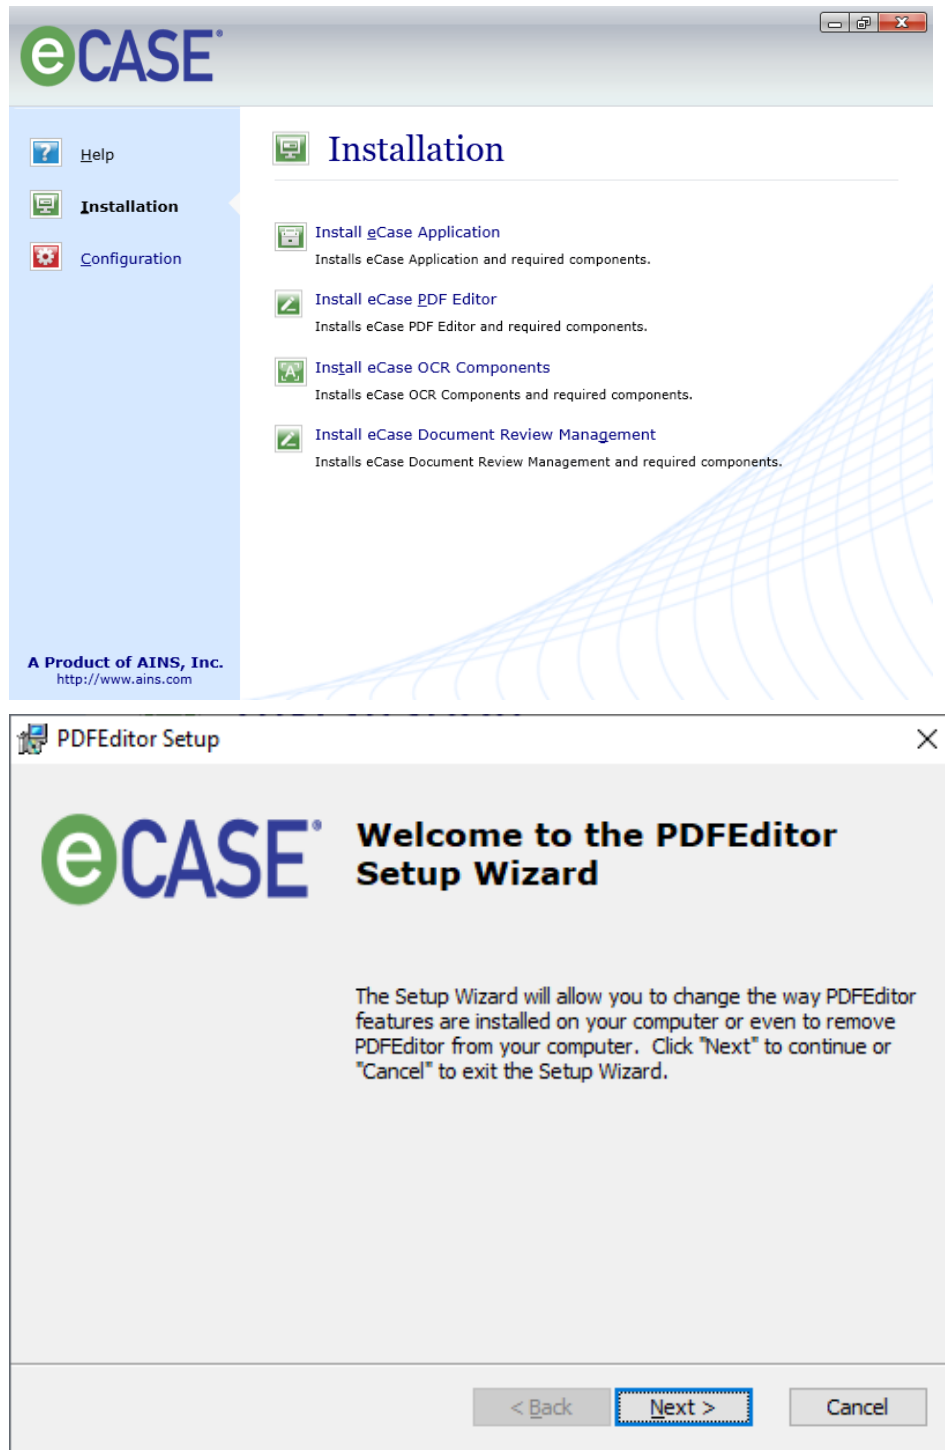 eCASE®
Help
Installation
Configuration
Installation
Install eCase Application
Installs eCase Application and required components.
Install eCase PDF Editor
Installs eCase PDF Editor and required components.
Install eCase OCR Components
Installs eCase OCR Components and required components.
Install eCase Document Review Management
Installs eCase Document Review Management and required components.
A Product of AINS, Inc.
http://www.ains.com
PDFEditor Setup
eCASE®
Welcome to the PDFEditor
Setup Wizard
The Setup Wizard will allow you to change the way PDFEditor
features are installed on your computer or even to remove
PDFEditor from your computer. Click "Next" to continue or
"Cancel" to exit the Setup Wizard.
< Back
Next >
Cancel